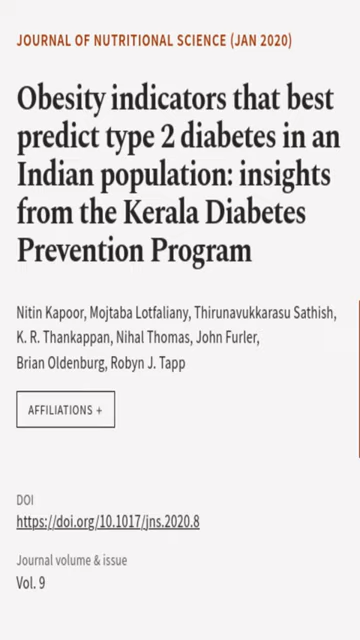 JOURNAL OF NUTRITIONAL SCIENCE (JAN 2020)
Obesity indicators that best
predict type 2 diabetes in an
Indian population: insights
from the Kerala Diabetes
Prevention Program
Nitin Kapoor, Mojtaba Lotfaliany, Thirunavukkarasu Sathish,
K. R. Thankappan, Nihal Thomas, John Furler,
Brian Oldenburg, Robyn J. Tapp
AFFILIATIONS +
DOI
https://doi.org/10.1017/jns.2020.8
Journal volume & issue
Vol. 9